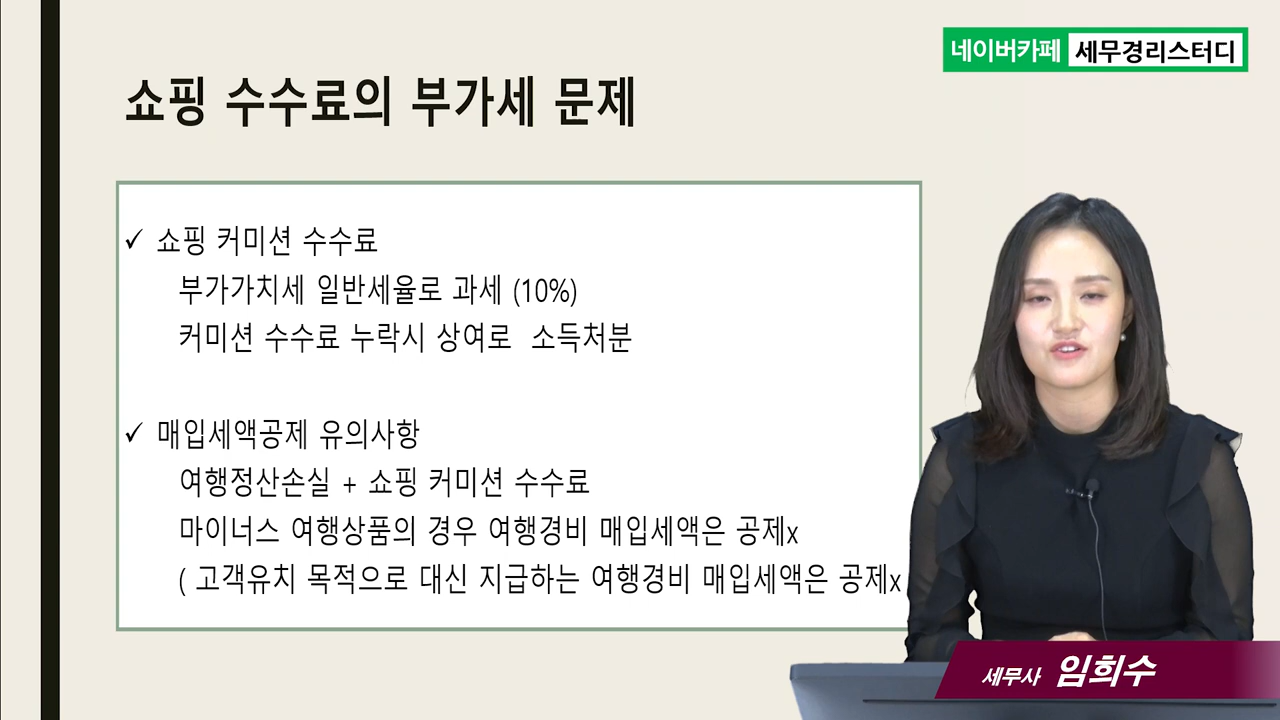 네이버카페 세무경리스터디
쇼핑 수수료의 부가세 문제
✓ 쇼핑 커미션 수수료
부가가치세 일반세율로 과세 (10%)
커미션 수수료 누락시 상여로 소득처분
✓ 매입세액공제 유의사항
여행정산손실 + 쇼핑 커미션 수수료
마이너스 여행상품의 경우 여행경비 매입세액은 공제x
( 고객유치 목적으로 대신 지급하는 여행경비 매입세액은 공제x
세무사 임희수